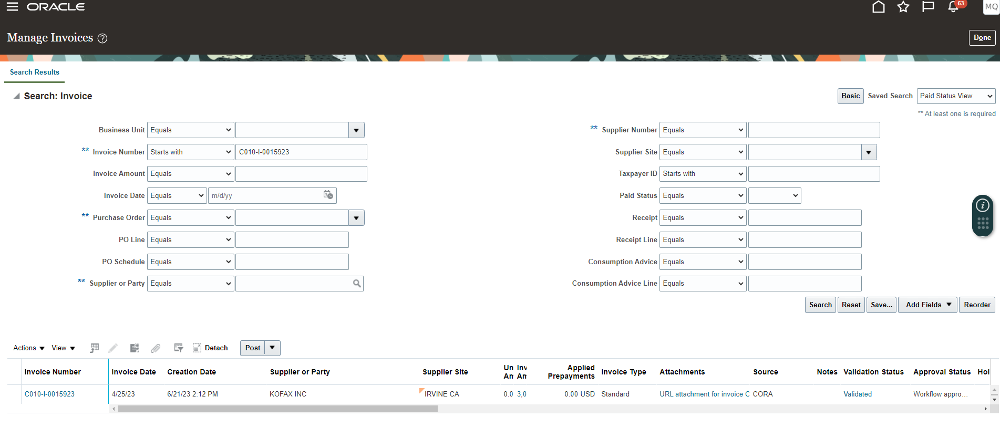 ORACLE
63
MQ
Manage Invoices ?
Done
Search Results
Search: Invoice
Basic Saved Search Paid Status View
** At least one is required
Business Unit Equals
** Supplier Number Equals
** Invoice Number Starts with C010-I-0015923
Supplier Site Equals
Invoice Amount Equals
Taxpayer ID Starts with
Invoice Date Equals m/d/yy
Paid Status Equals
** Purchase Order Equals
Receipt Equals
PO Line Equals
Receipt Line Equals
PO Schedule Equals
Consumption Advice Equals
** Supplier or Party Equals
Consumption Advice Line Equals
Search Reset Save... Add Fields Reorder
Actions View Detach Post
Invoice Number Invoice Date Creation Date Supplier or Party Supplier Site Un Am Inv Am Applied Prepayments Invoice Type Attachments Source Notes Validation Status Approval Status Hol
C010-I-0015923 4/25/23 6/21/23 2:12 PM KOFAX INC IRVINE CA 0.0 3,0 0.00 USD Standard URL attachment for invoice C CORA Validated Workflow appro...